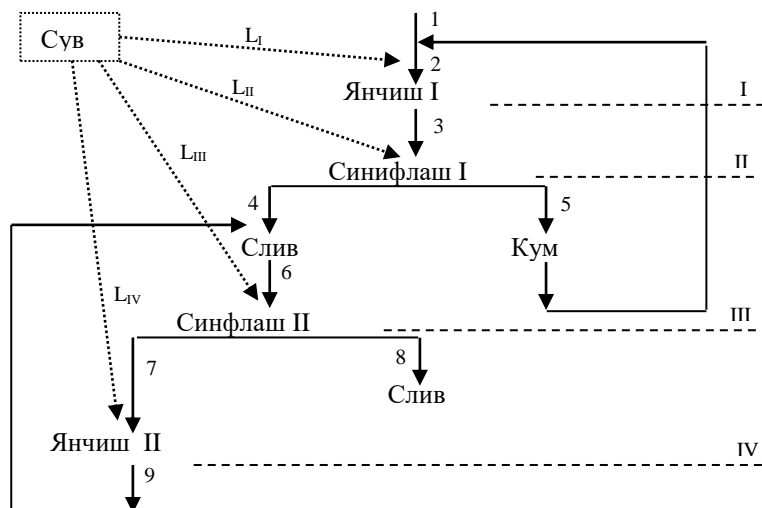 1
Сув
L_I
2
Янчиш I
I
L_II
3
L_III
Синифлаш I
II
4
5
Слив
Кум
6
L_IV
Синфлаш II
III
7
8
Слив
Янчиш II
IV
9